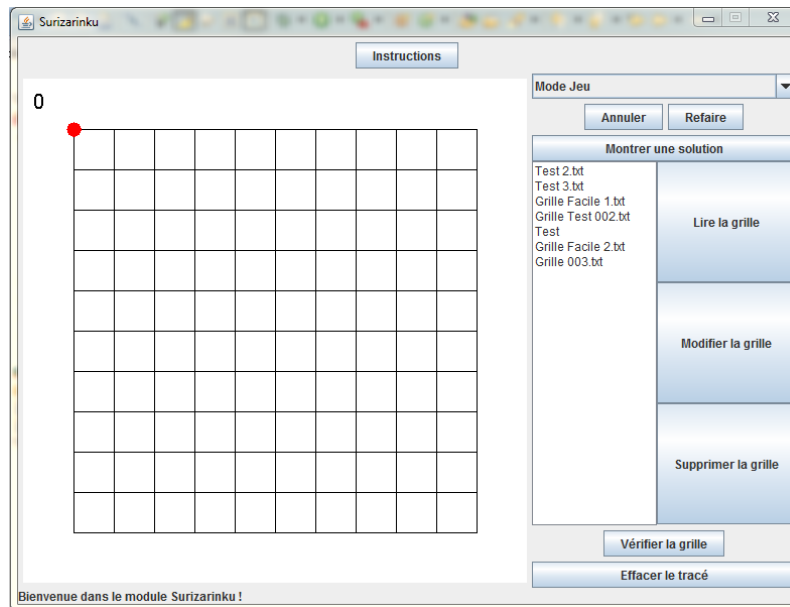 Surizarinku
Instructions
0
Mode Jeu
Annuler
Refaire
Montrer une solution
Test 2.txt
Test 3.txt
Grille Facile 1.txt
Grille Test 002.txt
Test
Grille Facile 2.txt
Grille 003.txt
Lire la grille
Modifier la grille
Supprimer la grille
Vérifier la grille
Effacer le tracé
Bienvenue dans le module Surizarinku !